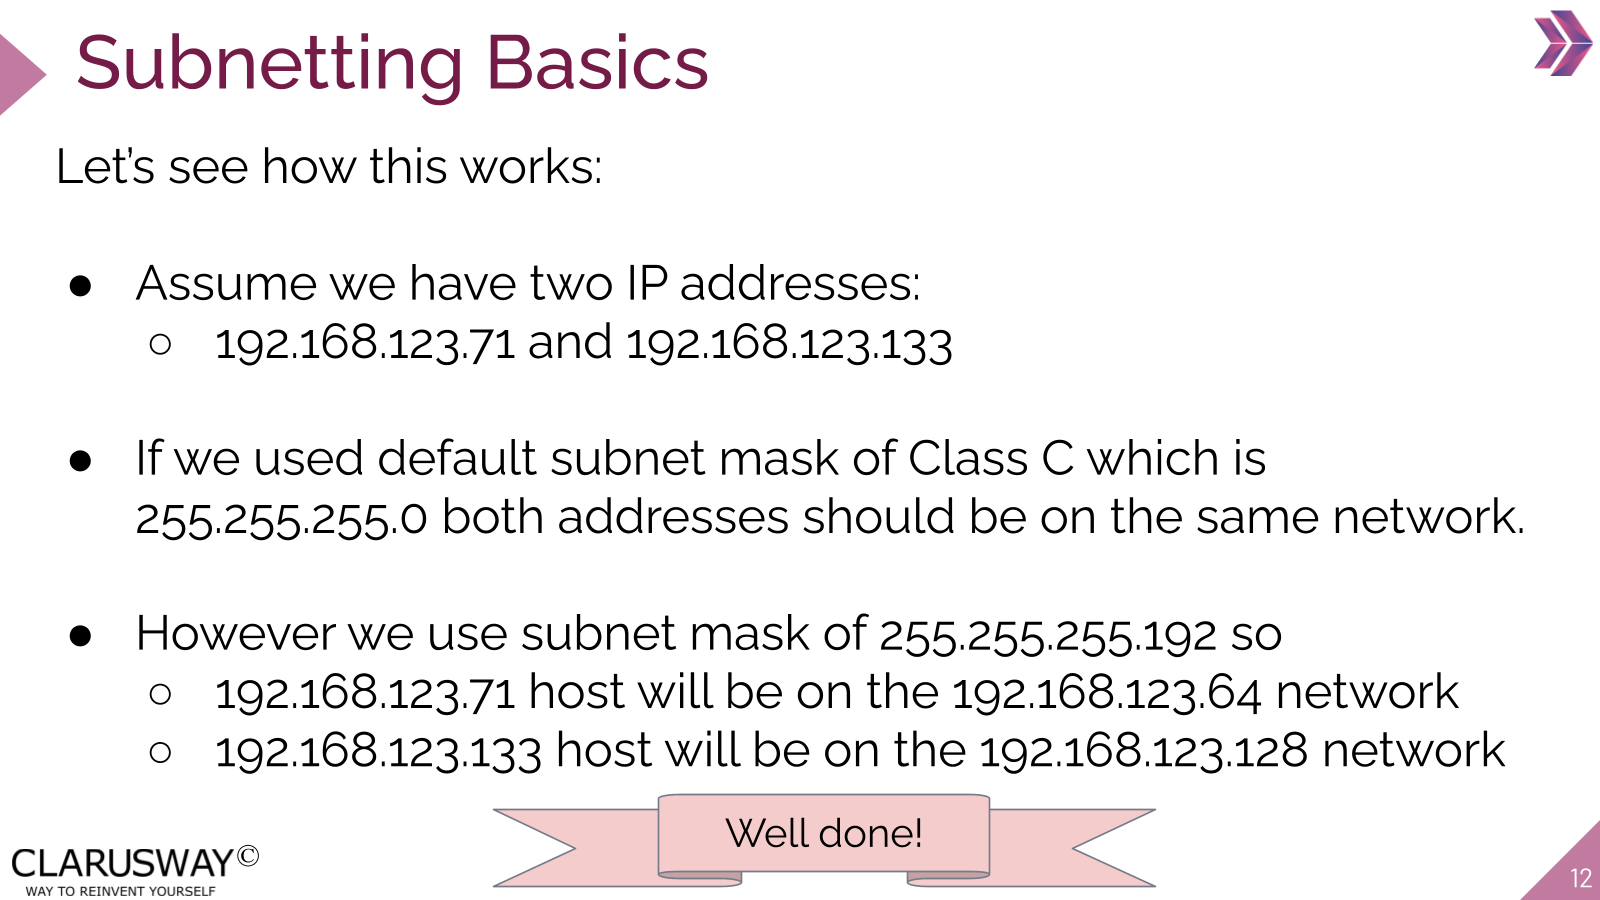 Subnetting Basics
Let's see how this works:
● Assume we have two IP addresses:
○ 192.168.123.71 and 192.168.123.133
● If we used default subnet mask of Class C which is
255.255.255.0 both addresses should be on the same network.
● However we use subnet mask of 255.255.255.192 so
○ 192.168.123.71 host will be on the 192.168.123.64 network
○ 192.168.123.133 host will be on the 192.168.123.128 network
Well done!
CLARUSWAY©
WAY TO REINVENT YOURSELF
12